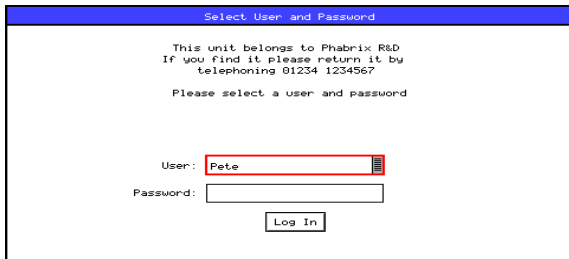 Select User and Password
This unit belongs to Phabrix R&D
If you find it please return it by
telephoning 01234 1234567
Please select a user and password
User: Pete
Password:
Log In